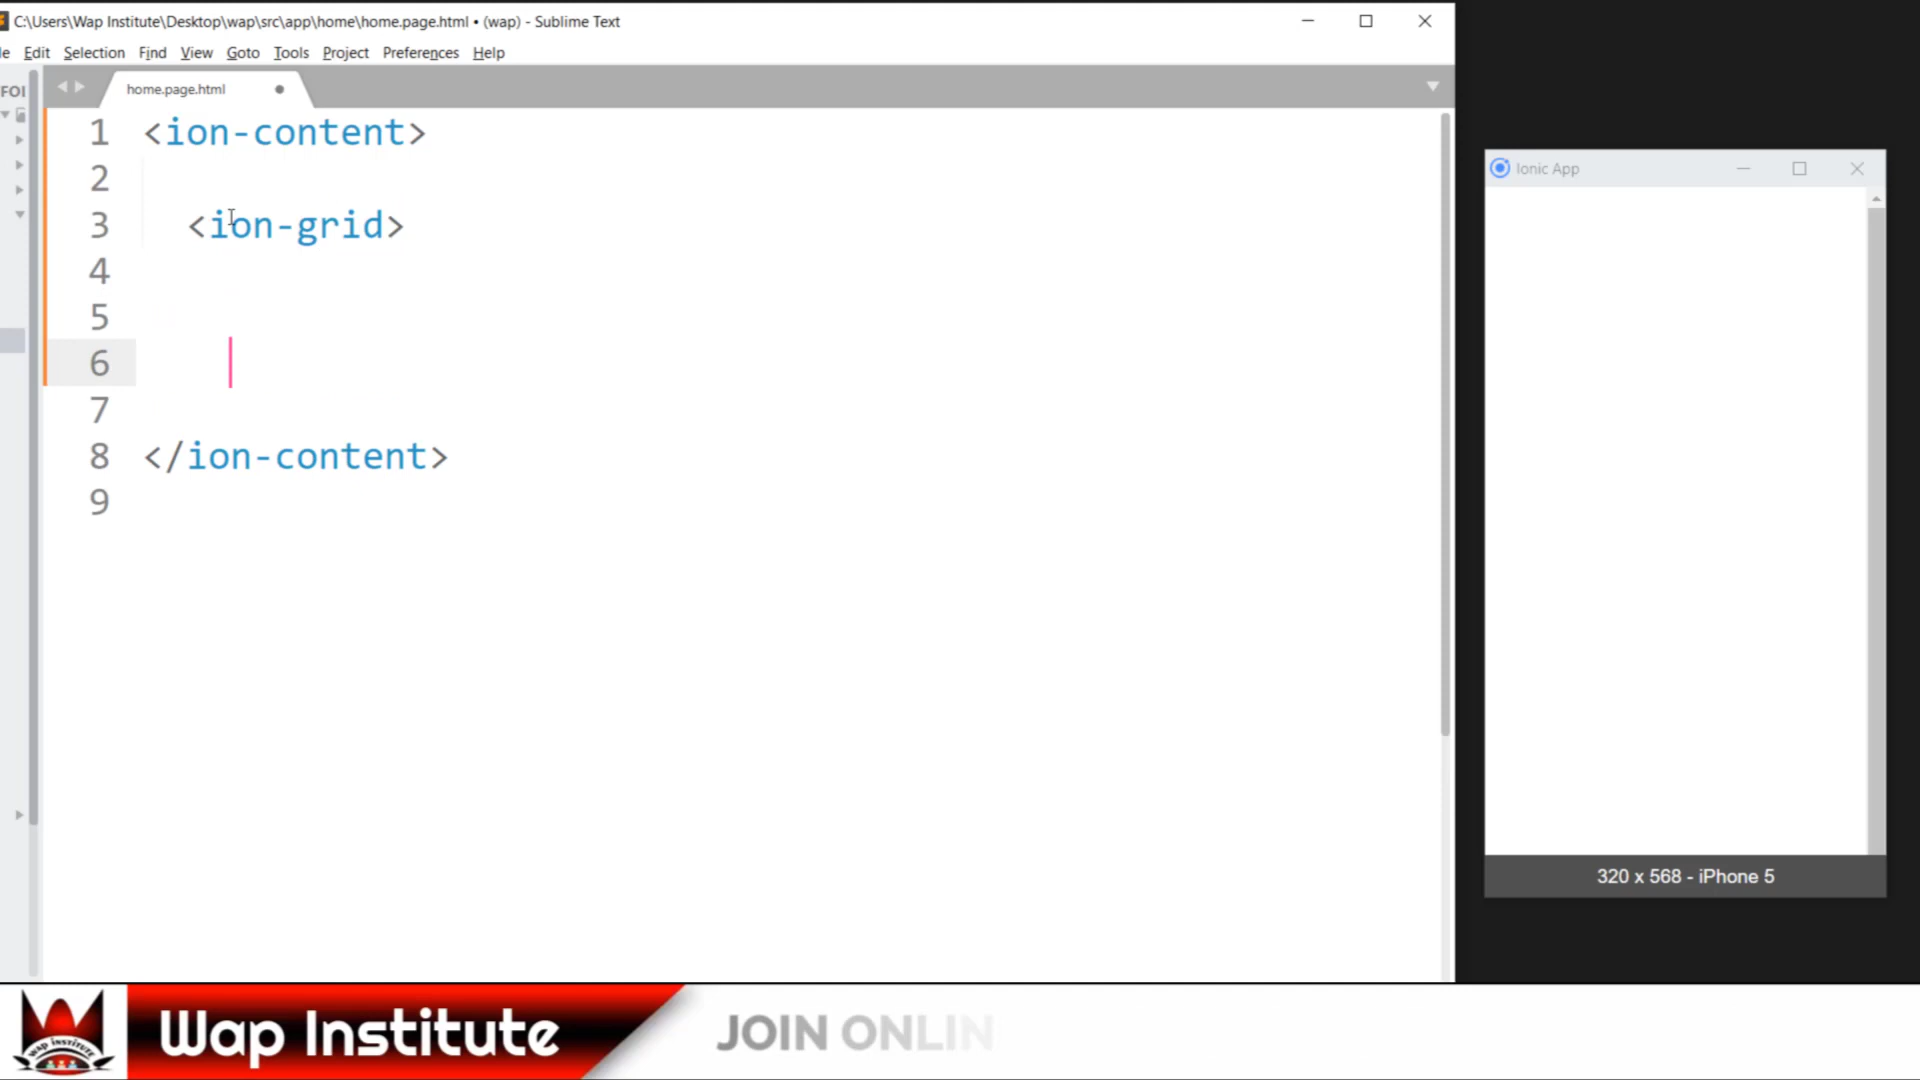 C:\Users\Wap Institute\Desktop\wap\src\app\home\home.page.html • (wap) - Sublime Text
le Edit Selection Find View Goto Tools Project Preferences Help
FOI
home.page.html
1 <ion-content>
2
3 <ion-grid>
4
5
6
7
8 </ion-content>
9
Ionic App
320 x 568 - iPhone 5
WAP INSTITUTE
Wap Institute
JOIN ONLIN